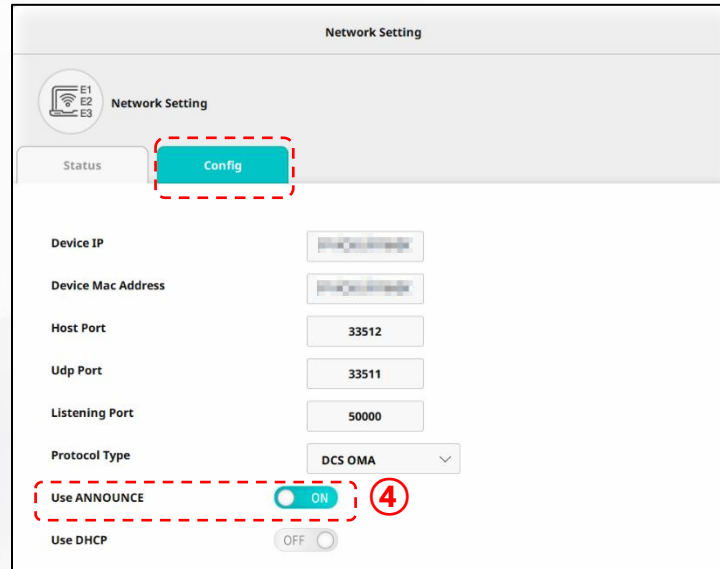 Network Setting
E1
E2
E3
Network Setting
Status
Config
Device IP
Device Mac Address
Host Port
33512
Udp Port
33511
Listening Port
50000
Protocol Type
DCS OMA
Use ANNOUNCE
ON
④
Use DHCP
OFF